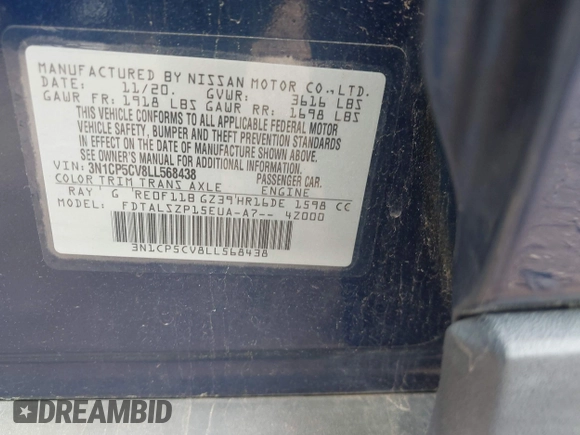 MANUFACTURED BY NISSAN MOTOR CO.,LTD.
DATE: 11/20. GVWR: 3616 LBS
GAWR FR: 1918 LBS GAWR RR: 1698 LBS
THIS VEHICLE CONFORMS TO ALL APPLICABLE FEDERAL MOTOR
VEHICLE SAFETY, BUMPER AND THEFT PREVENTION STANDARDS
IN EFFECT ON THE DATE OF MANUFACTURE SHOWN ABOVE.
SEE OWNER'S MANUAL FOR ADDITIONAL INFORMATION.
VIN: 3N1CP5CV8LL568438 PASSENGER CAR.
COLOR TRIM TRANS AXLE ENGINE
RAY G RE0F11B GZ39 HR16DE 1598 CC
MODEL: FDTALSZP15EUA-A7-- 42000
3N1CP5CV8LL568438
DREAMBID